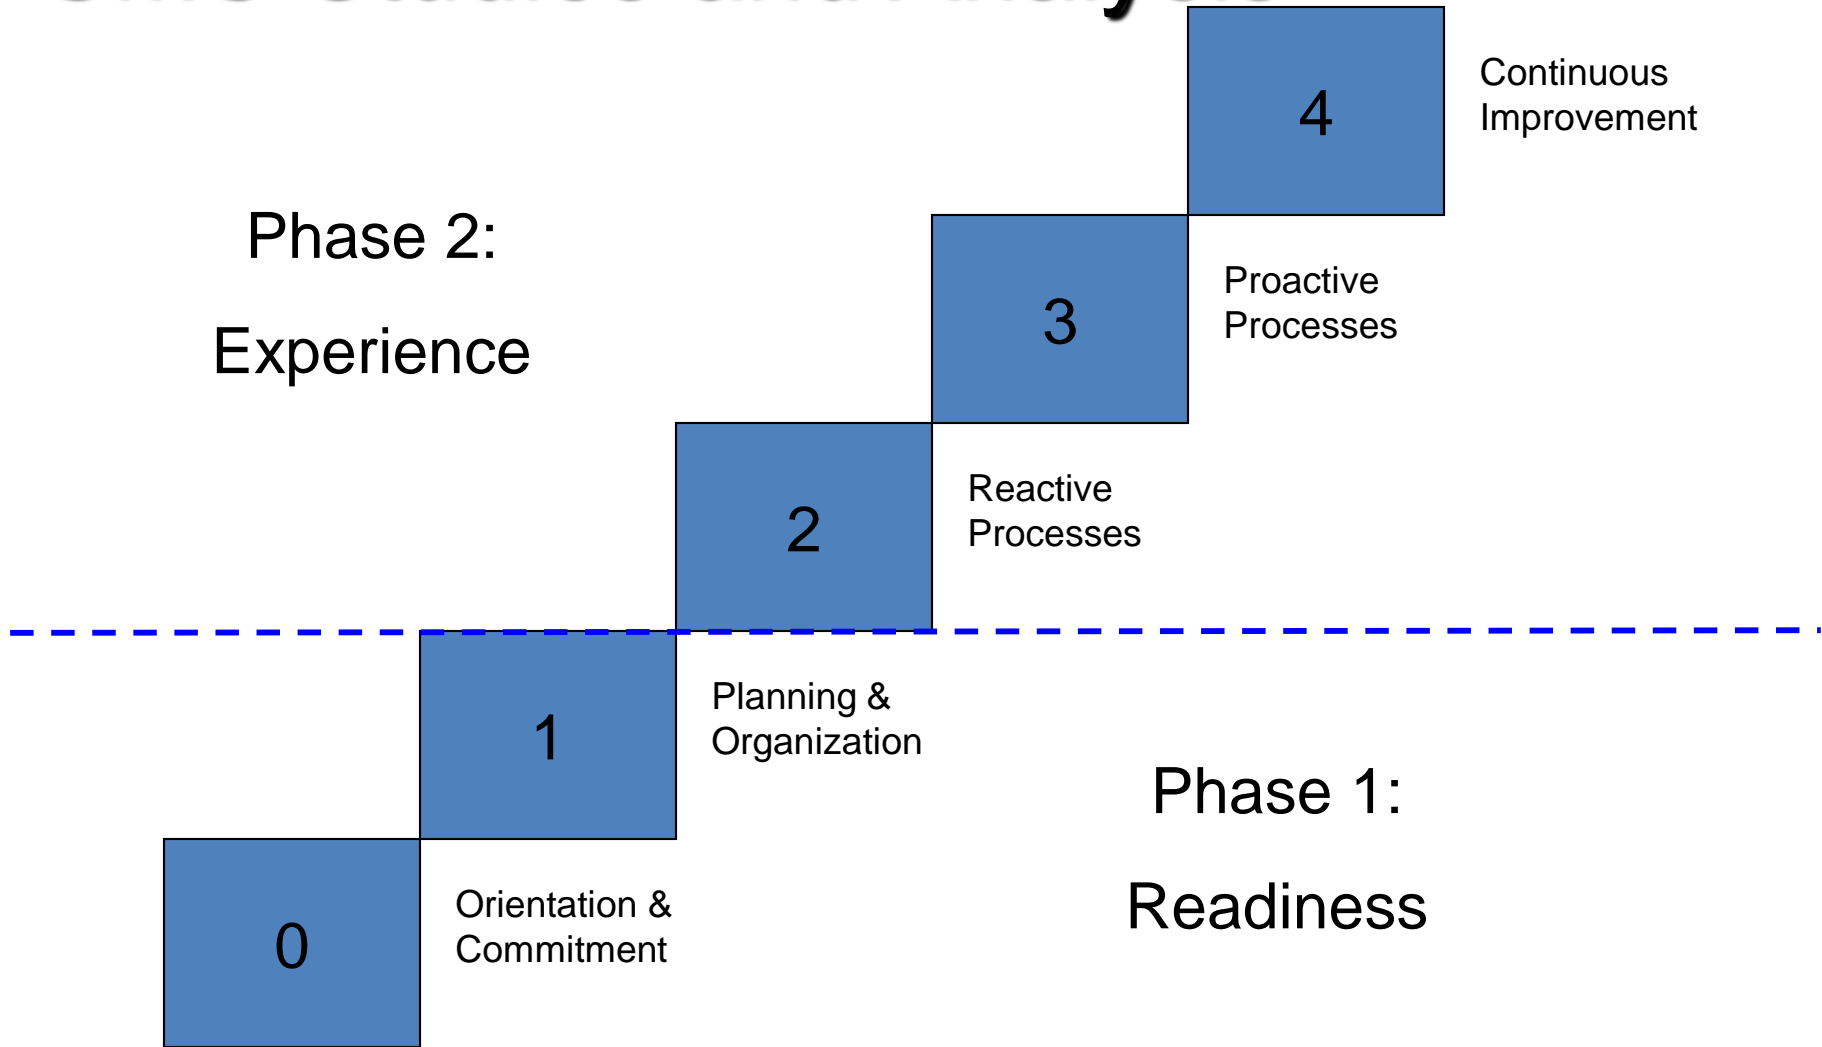 4
Continuous
Improvement
Phase 2:
Experience
3
Proactive
Processes
2
Reactive
Processes
1
Planning &
Organization
Phase 1:
Readiness
0
Orientation &
Commitment